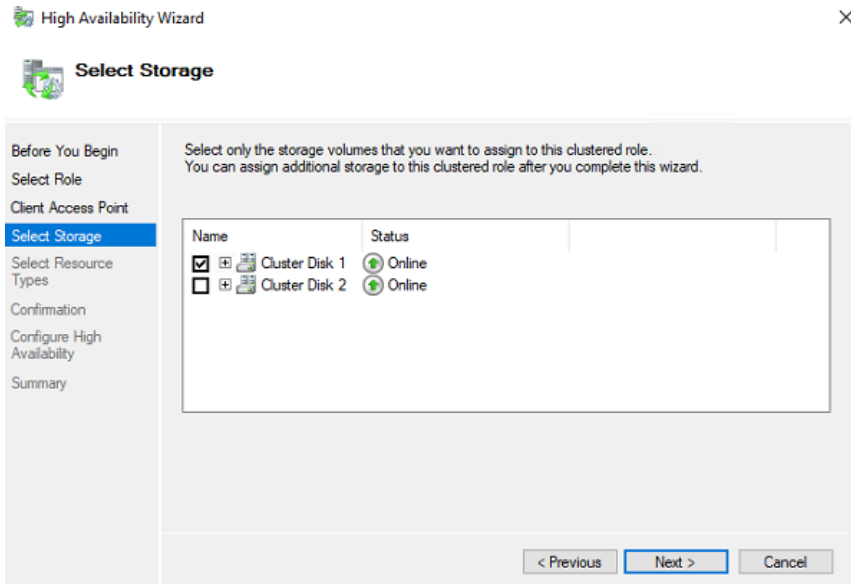 High Availability Wizard
Select Storage
Before You Begin
Select Role
Client Access Point
Select Storage
Select Resource
Types
Confirmation
Configure High
Availability
Summary
Select only the storage volumes that you want to assign to this clustered role.
You can assign additional storage to this clustered role after you complete this wizard.
Name Status
Cluster Disk 1 Online
Cluster Disk 2 Online
< Previous Next > Cancel